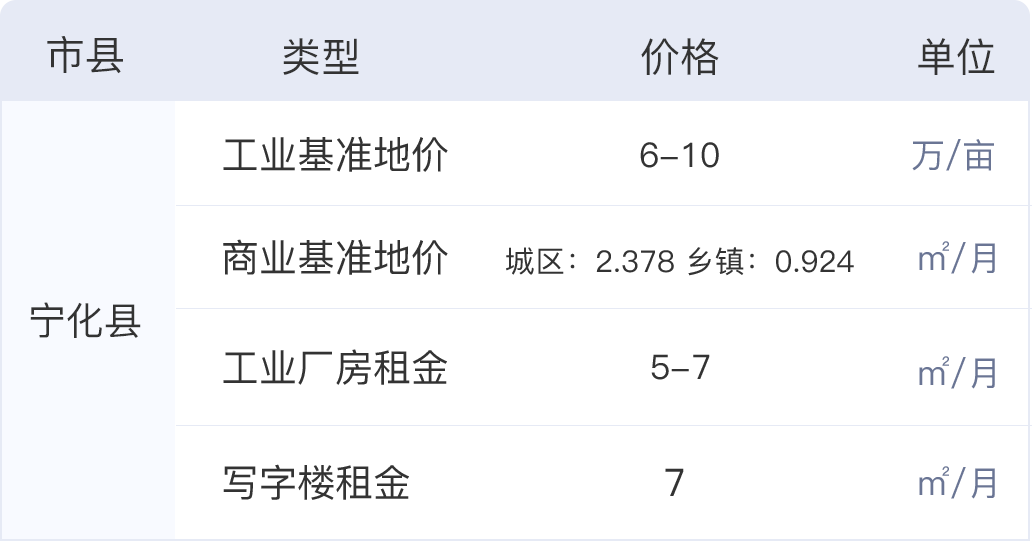 市县 类型 价格 单位
工业基准地价 6-10 万/亩
商业基准地价 城区：2.378 乡镇：0.924 ㎡/月
宁化县
工业厂房租金 5-7 ㎡/月
写字楼租金 7 ㎡/月